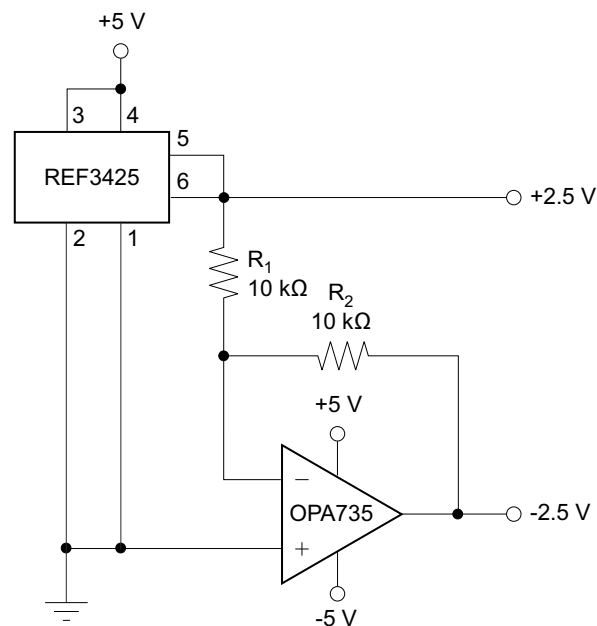 +5 V
3
4
5
REF3425
6
+2.5 V
2
1
R1
10 kΩ
R2
10 kΩ
+5 V
−
OPA735
-2.5 V
+
-5 V